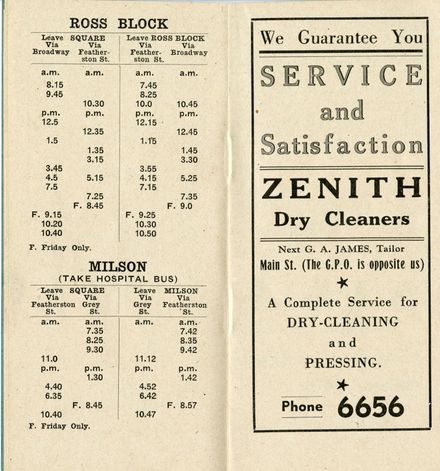 ROSS BLOCK
Leave SQUARE Leave ROSS BLOCK
Via Via Via Via
Broadway Feather- Feather- Broadway
ston St. ston St.
a.m. a.m. a.m. a.m.
8.15 7.45
9.45 8.25
10.30 10.0 10.45
p.m. p.m. p.m. p.m.
12.5 12.15
12.35 12.45
1.5 1.15
1.35 1.45
3.15 3.30
3.45 3.55
4.5 5.15 4.15 5.25
7.5 7.15
7.25 7.35
F. 8.45 F. 9.0
F. 9.15 F. 9.25
10.20 10.30
10.40 10.50
F. Friday Only.
MILSON
(TAKE HOSPITAL BUS)
Leave SQUARE Leave MILSON
Via Via Via Via
Featherston Grey Grey Featherston
St. St. St. St.
a.m. a.m. a.m. a.m.
7.35 7.42
8.25 8.35
9.30 9.42
11.0 11.12
p.m. p.m. p.m. p.m.
1.30 1.42
4.40 4.52
6.35 6.42
F. 8.45 F. 8.57
10.40 10.47
F. Friday Only.
We Guarantee You
SERVICE
and
Satisfaction
ZENITH
Dry Cleaners
Next G. A. JAMES, Tailor
Main St. (The G.P.O. is opposite us)
A Complete Service for
DRY-CLEANING
and
PRESSING.
Phone 6656